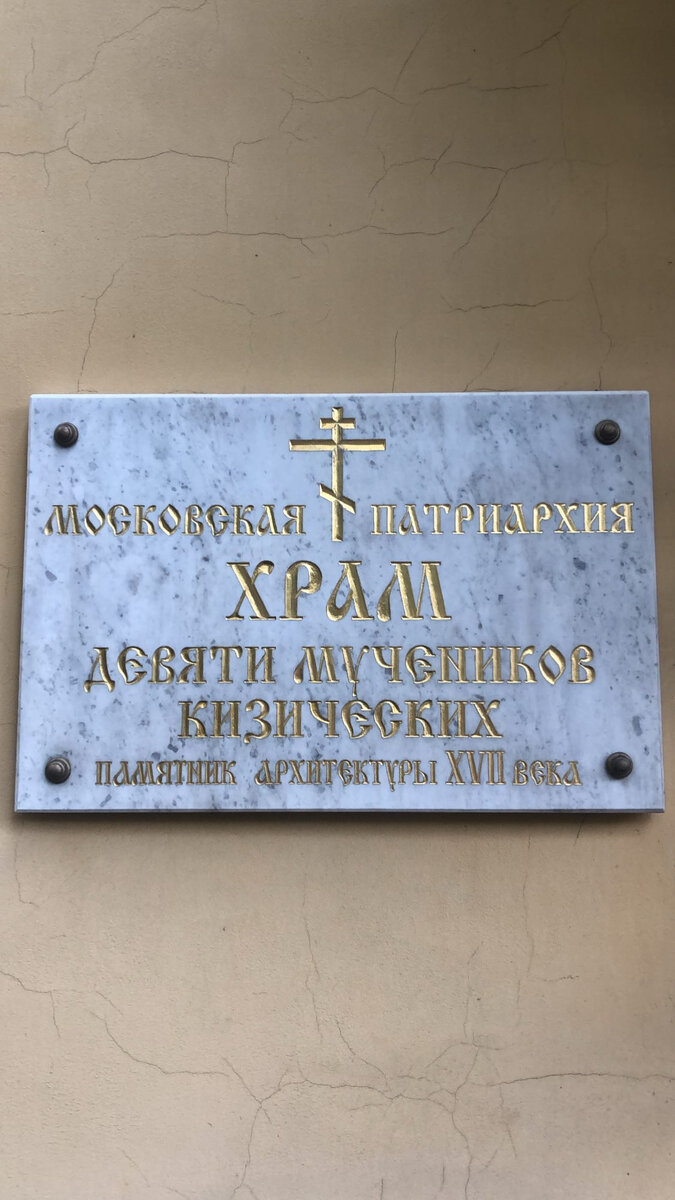 МОСКОВСКАЯ ПАТРИАРХИЯ
ХРАМ
ДЕВЯТИ МУЧЕНИКОВ
КИЗИЧЕСКИХ
ПАМЯТНИК АРХИТЕКТУРЫ XVII ВЕКА